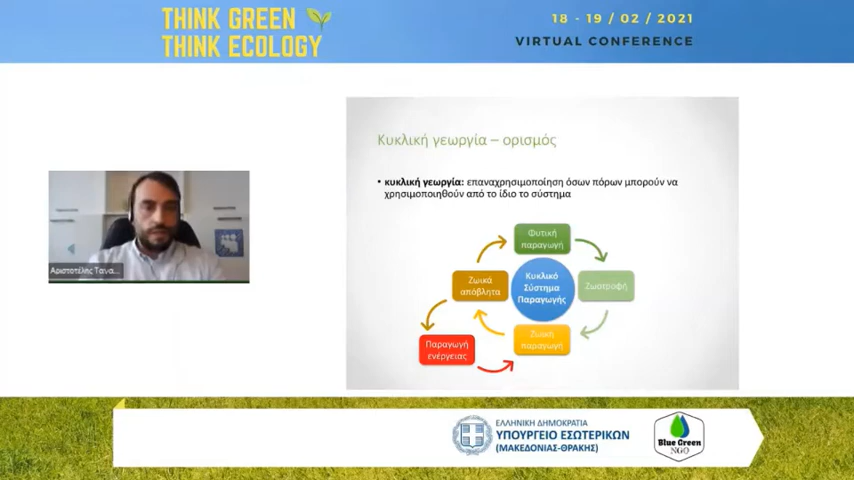 THINK GREEN
THINK ECOLOGY
18 - 19 / 02 / 2021
VIRTUAL CONFERENCE
Κυκλική γεωργία – ορισμός
• κυκλική γεωργία: επαναχρησιμοποίηση όσων πόρων μπορούν να
χρησιμοποιηθούν από το ίδιο το σύστημα
Φυτική
παραγωγή
Ζωικά
απόβλητα
Κυκλικό
Σύστημα
Παραγωγής
Ζωοτροφή
Ζωική
παραγωγή
Παραγωγή
ενέργειας
Αριστοτέλης Τανα...
ΕΛΛΗΝΙΚΗ ΔΗΜΟΚΡΑΤΙΑ
ΥΠΟΥΡΓΕΙΟ ΕΣΩΤΕΡΙΚΩΝ
(ΜΑΚΕΔΟΝΙΑΣ-ΘΡΑΚΗΣ)
Blue Green
NGO